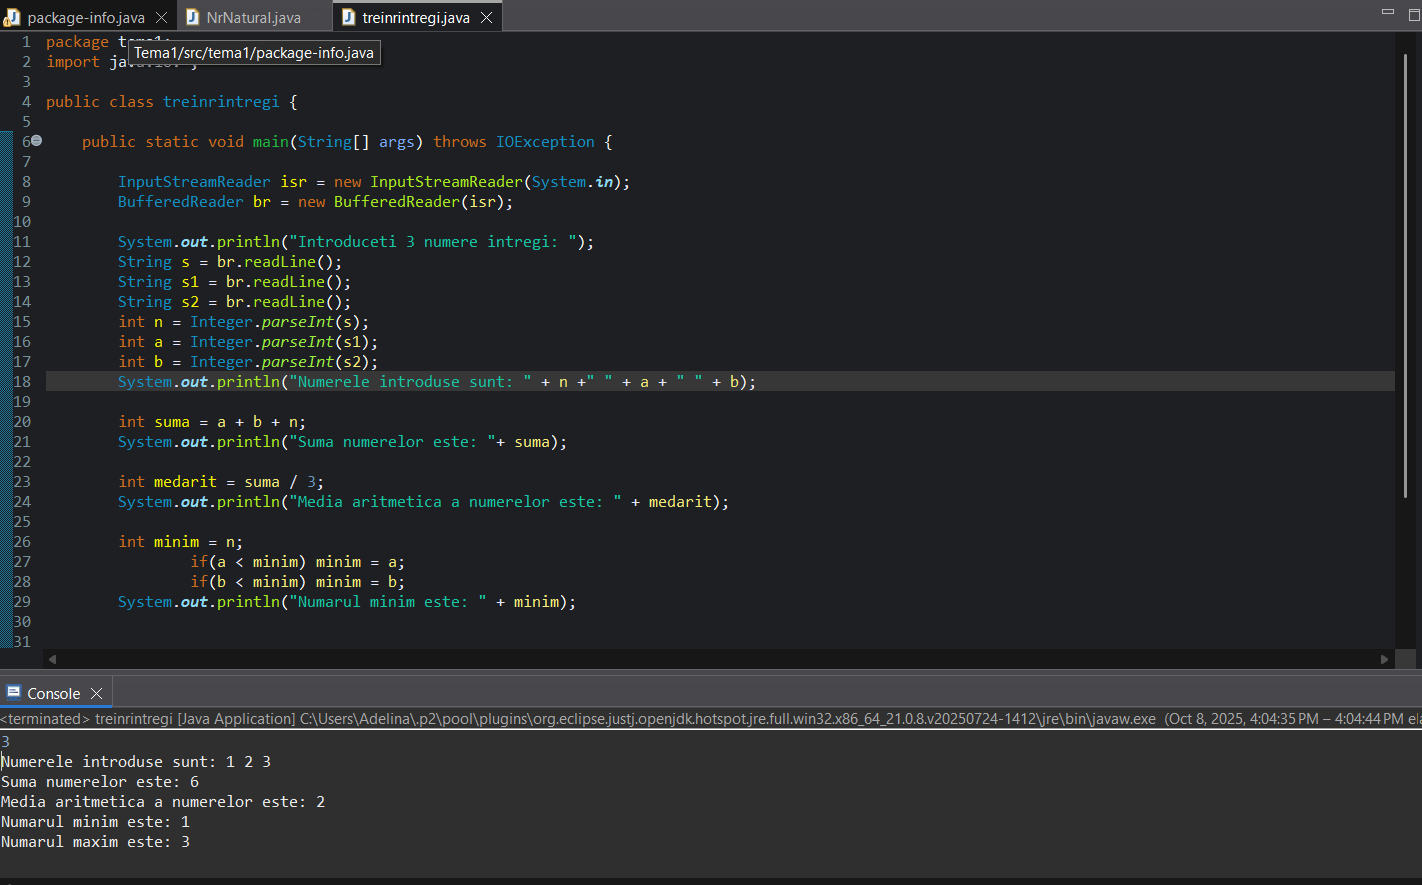 package-info.java NrNatural.java treinrintregi.java
1 package
Tema1/src/tema1/package-info.java
2 import
3
4 public class treinrintregi {
5
6 public static void main(String[] args) throws IOException {
7
8 InputStreamReader isr = new InputStreamReader(System.in);
9 BufferedReader br = new BufferedReader(isr);
10
11 System.out.println("Introduceti 3 numere intregi: ");
12 String s = br.readLine();
13 String s1 = br.readLine();
14 String s2 = br.readLine();
15 int n = Integer.parseInt(s);
16 int a = Integer.parseInt(s1);
17 int b = Integer.parseInt(s2);
18 System.out.println("Numerele introduse sunt: " + n +" " + a + " " + b);
19
20 int suma = a + b + n;
21 System.out.println("Suma numerelor este: "+ suma);
22
23 int medarit = suma / 3;
24 System.out.println("Media aritmetica a numerelor este: " + medarit);
25
26 int minim = n;
27 if(a < minim) minim = a;
28 if(b < minim) minim = b;
29 System.out.println("Numarul minim este: " + minim);
30
31
Console
<terminated> treinrintregi [Java Application] C:\Users\Adelina\.p2\pool\plugins\org.eclipse.justj.openjdk.hotspot.jre.full.win32.x86_64_21.0.8.v20250724-1412\jre\bin\javaw.exe (Oct 8, 2025, 4:04:35 PM – 4:04:44 PM
3
Numerele introduse sunt: 1 2 3
Suma numerelor este: 6
Media aritmetica a numerelor este: 2
Numarul minim este: 1
Numarul maxim este: 3